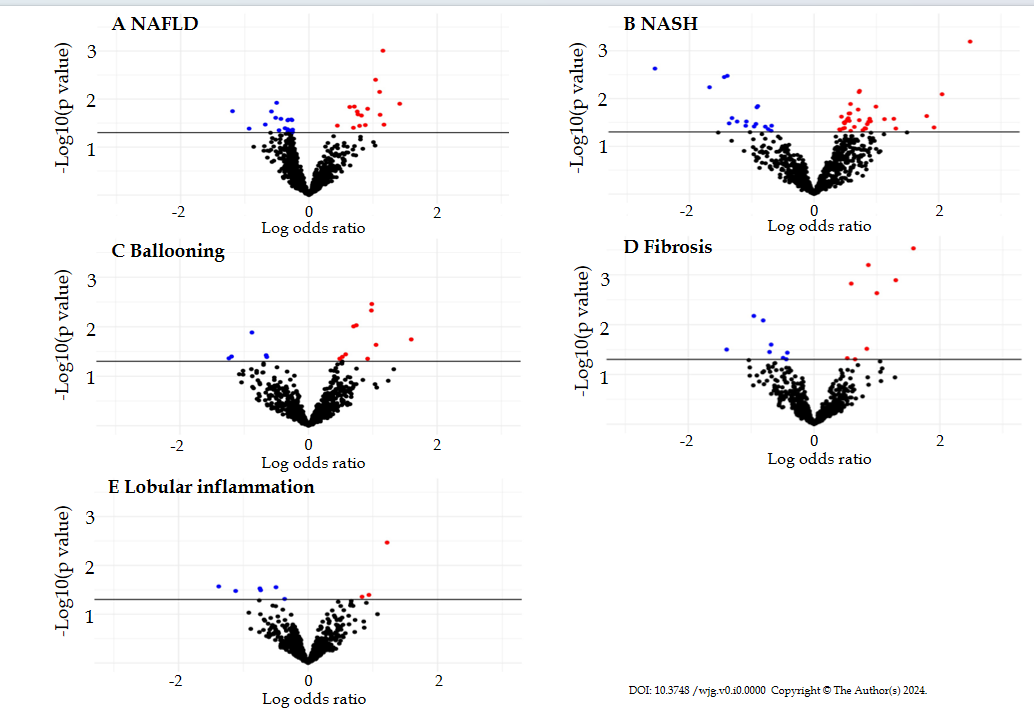 A NAFLD
-Log10(p value)
3
2
1
-2 0 2
Log odds ratio
B NASH
-Log10(p value)
3
2
1
-2 0 2
Log odds ratio
C Ballooning
-Log10(p value)
3
2
1
-2 0 2
Log odds ratio
D Fibrosis
-Log10(p value)
3
2
1
-2 0 2
Log odds ratio
E Lobular inflammation
-Log10(p value)
3
2
1
-2 0 2
Log odds ratio
DOI: 10.3748 /wjg.v0.i0.0000 Copyright © The Author(s) 2024.